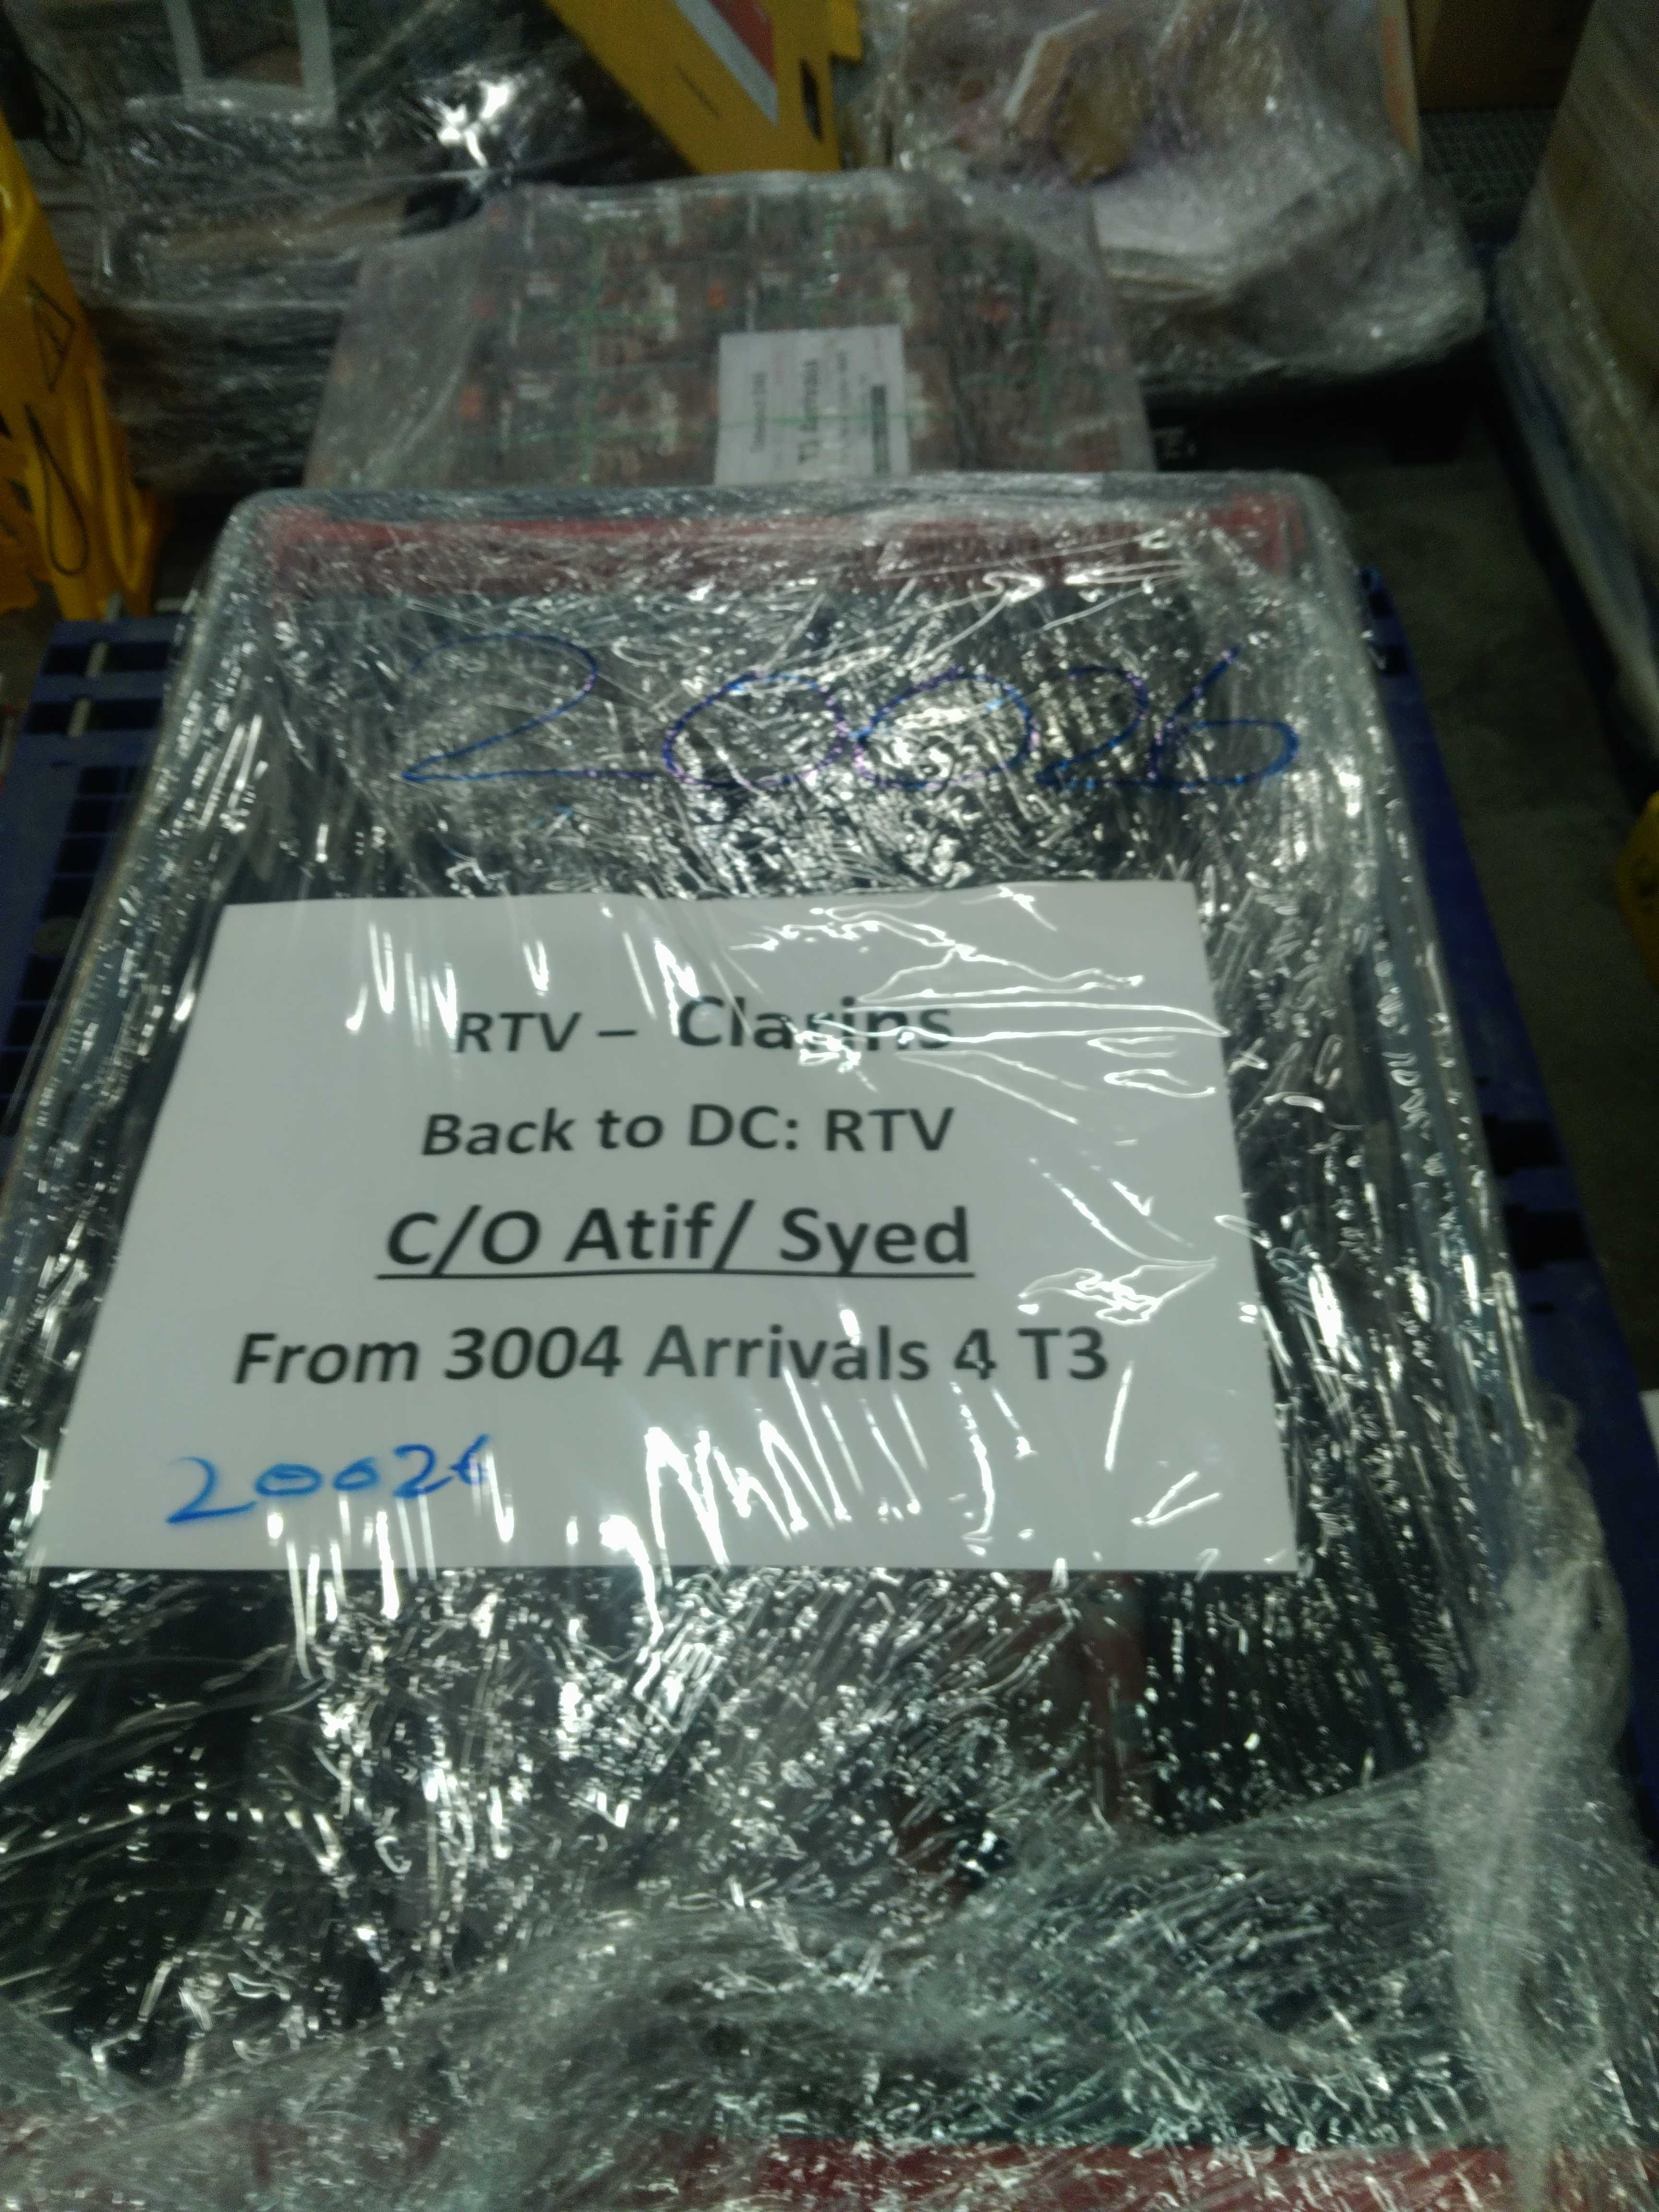 20026
RTV – Clarins
Back to DC: RTV
C/O Atif/ Syed
From 3004 Arrivals 4 T3
20026